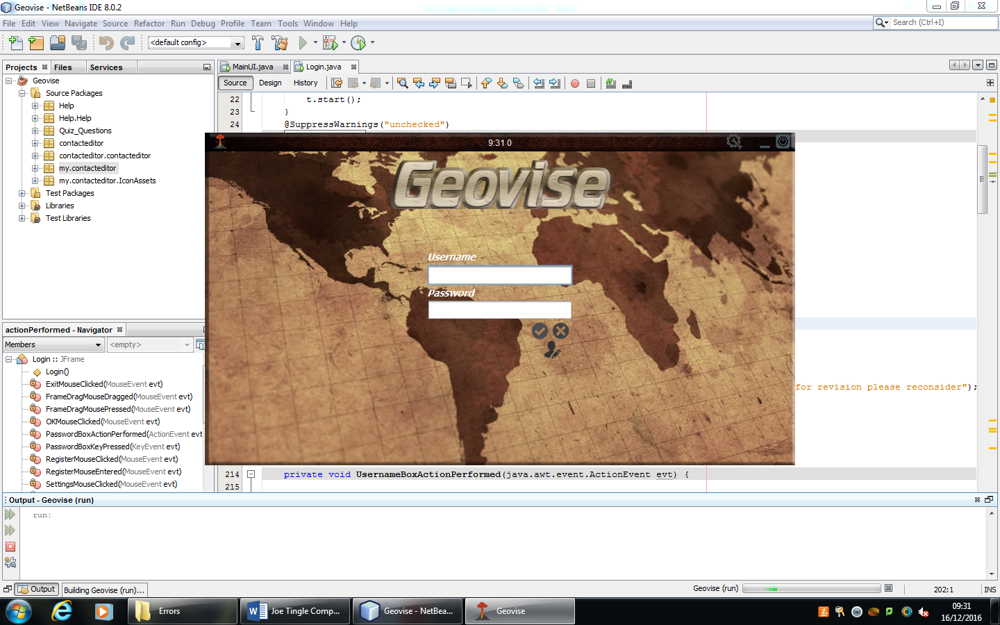 Geovise - NetBeans IDE 8.0.2
File Edit View Navigate Source Refactor Run Debug Profile Team Tools Window Help
Search (Ctrl+I)
<default config>
Projects Files Services
MainUI.java Login.java
Source Design History
Geovise
Source Packages
Help
Help.Help
Quiz_Questions
contacteditor
contacteditor.contacteditor
my.contacteditor
my.contacteditor.IconAssets
Test Packages
Libraries
Test Libraries
22 t.start();
23 }
24 @SuppressWarnings("unchecked")
9:31 0
Geovise
Username
Password
for revision please reconsider");
214 private void UsernameBoxActionPerformed(java.awt.event.ActionEvent evt) {
215
actionPerformed - Navigator
Members <empty>
Login :: JFrame
Login()
ExitMouseClicked(MouseEvent evt)
FrameDragMouseDragged(MouseEvent evt)
FrameDragMousePressed(MouseEvent evt)
OKMouseClicked(MouseEvent evt)
PasswordBoxActionPerformed(ActionEvent evt
PasswordBoxKeyPressed(KeyEvent evt)
RegisterMouseClicked(MouseEvent evt)
RegisterMouseEntered(MouseEvent evt)
SettingsMouseClicked(MouseEvent evt)
Output - Geovise (run)
run:
Output Building Geovise (run)...
Geovise (run)
202:1 INS
Errors
Joe Tingle Comp...
Geovise - NetBea...
Geovise
09:31
16/12/2016